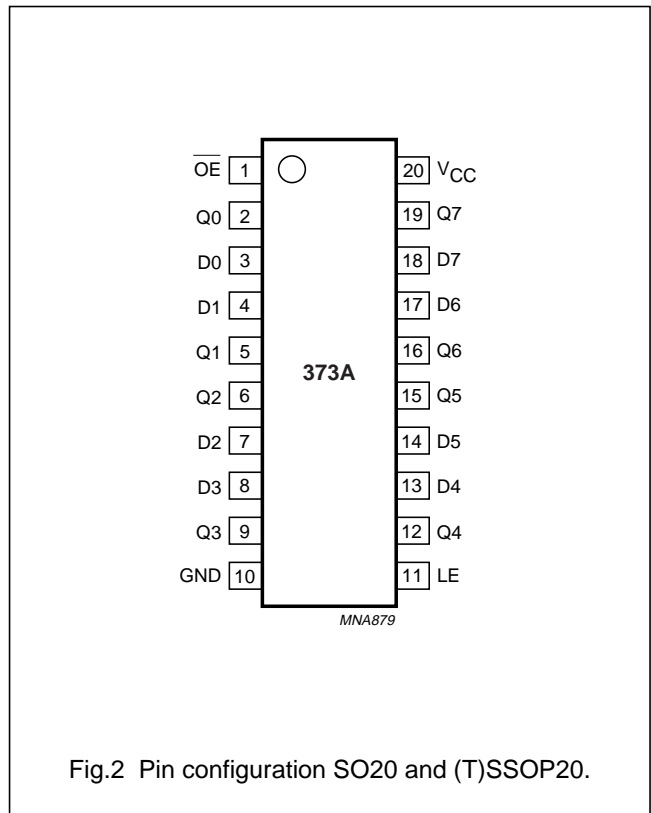 O̅E̅ 1 20 VCC
Q0 2 19 Q7
D0 3 18 D7
D1 4 17 D6
Q1 5 16 Q6
373A
Q2 6 15 Q5
D2 7 14 D5
D3 8 13 D4
Q3 9 12 Q4
GND 10 11 LE
MNA879
Fig.2 Pin configuration SO20 and (T)SSOP20.